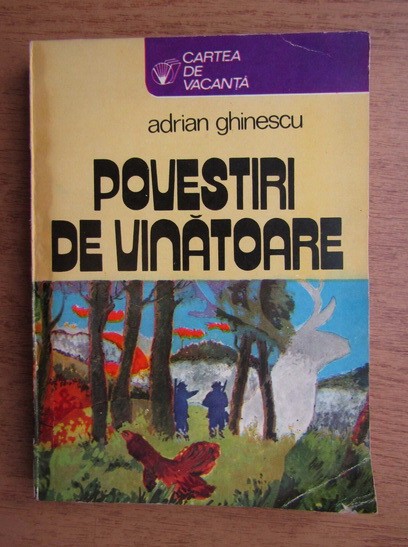 CARTEA
DE
VACANȚĂ
adrian ghinescu
POVESTIRI
DE VINĂTOARE